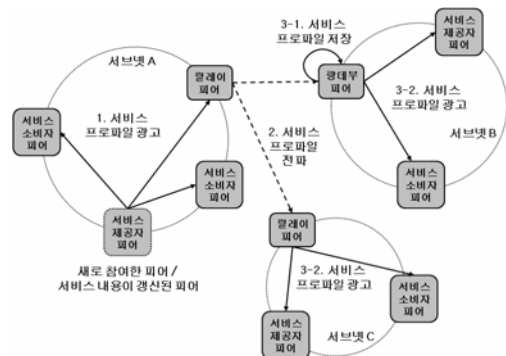 서브넷 A
릴레이
피어
1. 서비스
프로파일 광고
서비스
소비자
피어
서비스
소비자
피어
서비스
제공자
피어
새로 참여한 피어 /
서비스 내용이 갱신된 피어
2. 서비스
프로파일
전파
3-1. 서비스
프로파일 저장
광데부
피어
서비스
제공자
피어
3-2. 서비스
프로파일 광고
서브넷 B
서비스
소비자
피어
릴레이
피어
3-2. 서비스
프로파일 광고
서비스
소비자
피어
서비스
제공자
피어
서브넷 C